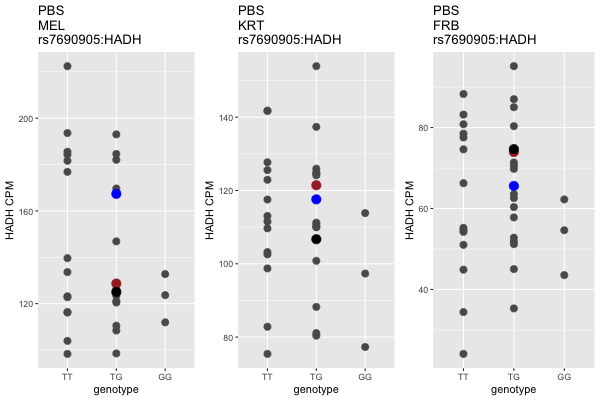 PBS
MEL
rs7690905:HADH
HADH CPM
200
160
120
TT
TG
GG
genotype
PBS
KRT
rs7690905:HADH
HADH CPM
140
120
100
80
TT
TG
GG
genotype
PBS
FRB
rs7690905:HADH
HADH CPM
80
60
40
TT
TG
GG
genotype